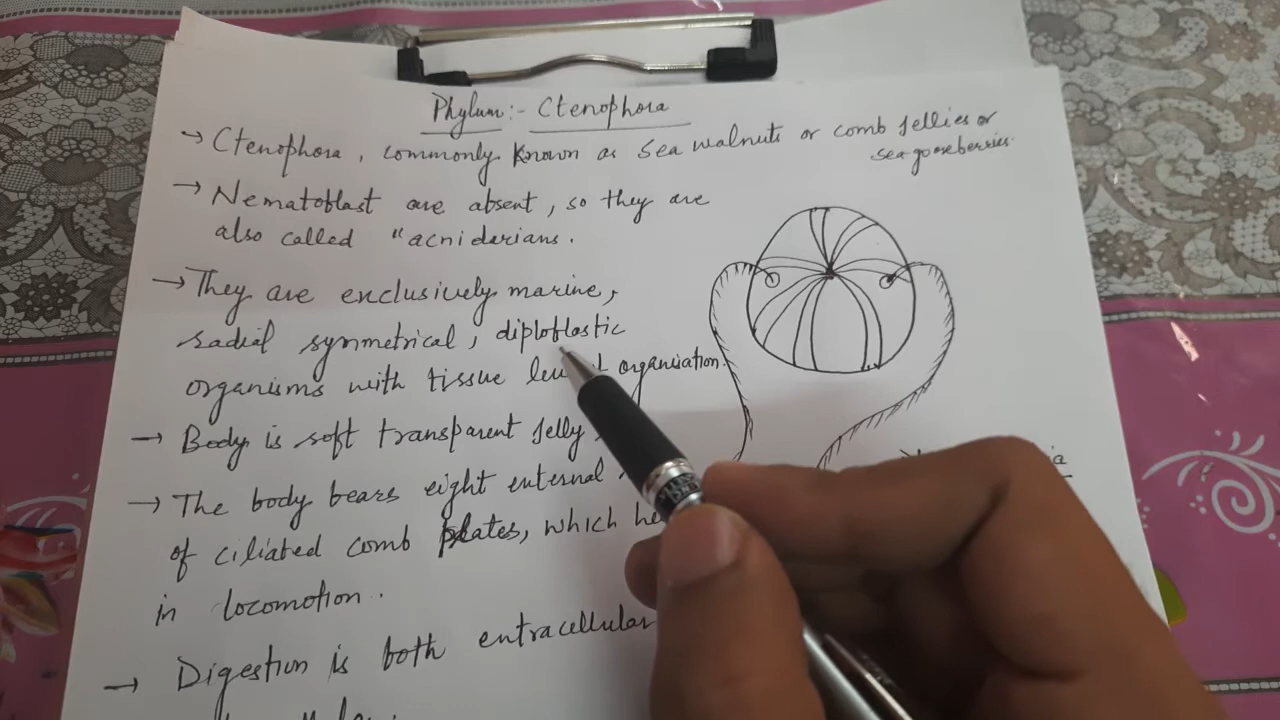 Phylum:- Ctenophora
→ Ctenophora, commonly known as sea walnuts or comb jellies or
sea gooseberries.
→ Nematoblast are absent, so they are
also called "acnidarians.
→ They are exclusively marine,
radial symmetrical, diploblastic
organisms with tissue organisation.
→ Body is soft transparent jelly
→ The body bears eight external
of ciliated comb plates, which
in locomotion.
→ Digestion is both extracellular